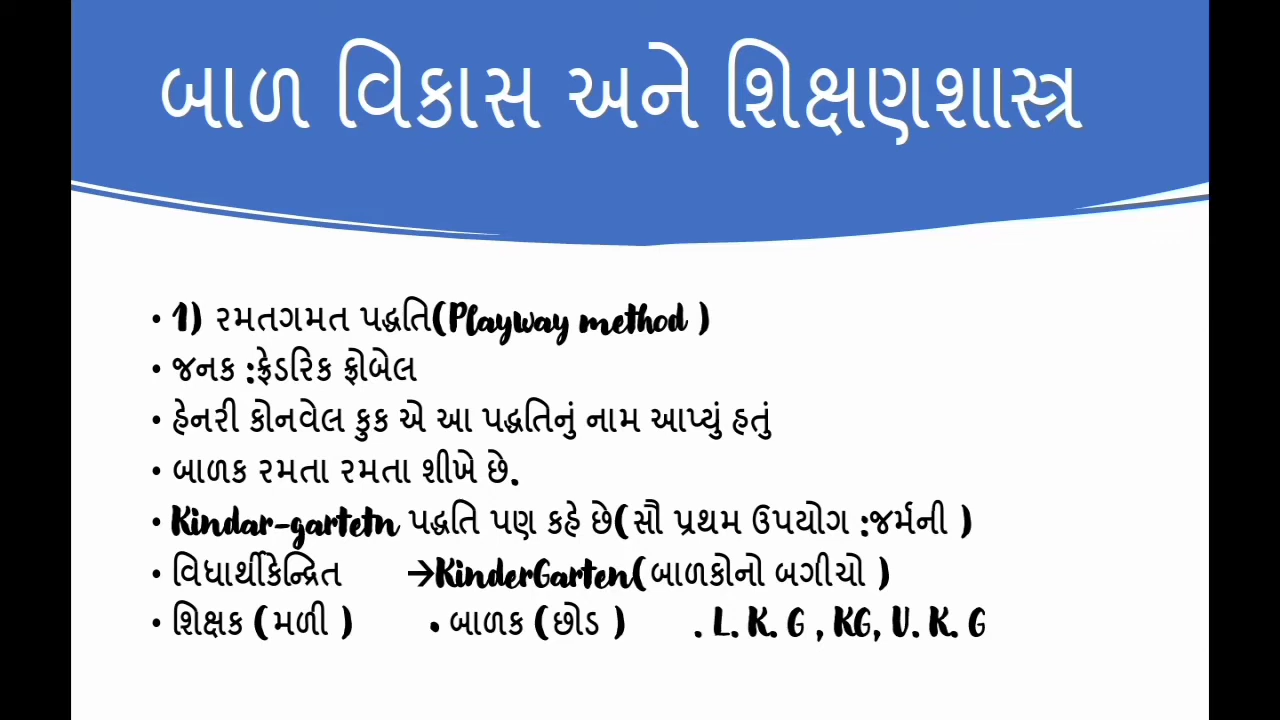 બાળ વિકાસ અને શિક્ષણશાસ્ત્ર
• 1) રમતગમત પદ્ધતિ(Playway method )
• જનક :ફ્રેડરિક ફ્રોબેલ
• હેનરી કોનવેલ કુક એ આ પદ્ધતિનું નામ આપ્યું હતું
• બાળક રમતા રમતા શીખે છે.
• Kindar-gartetn પદ્ધતિ પણ કહે છે(સૌ પ્રથમ ઉપયોગ :જર્મની )
• વિધાર્થીકેન્દ્રિત →KinderGarten(બાળકોનો બગીચો )
• શિક્ષક (મળી ) • બાળક (છોડ ) . L. K. G , KG, U. K. G